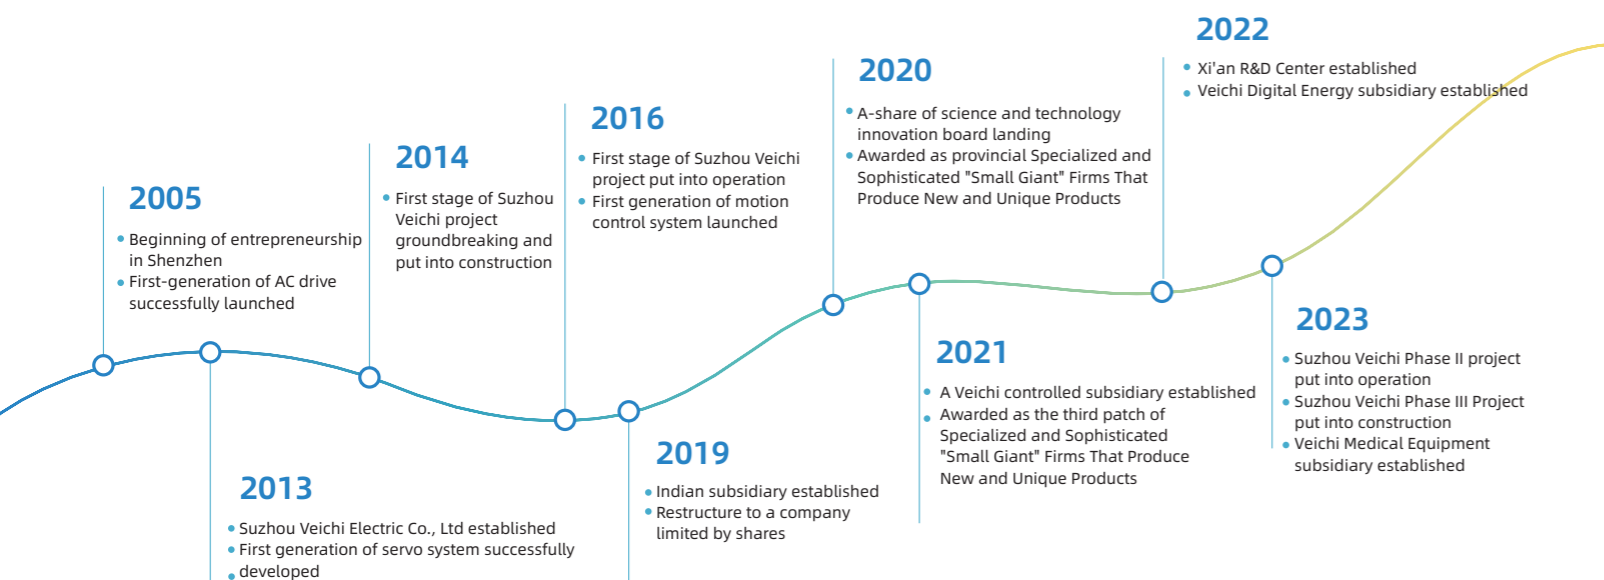 2005
Beginning of entrepreneurship
in Shenzhen
First-generation of AC drive
successfully launched
2013
Suzhou Veichi Electric Co., Ltd established
First generation of servo system successfully
developed
2014
First stage of Suzhou
Veichi project
groundbreaking and
put into construction
2016
First stage of Suzhou Veichi
project put into operation
First generation of motion
control system launched
2019
Indian subsidiary established
Restructure to a company
limited by shares
2020
A-share of science and technology
innovation board landing
Awarded as provincial Specialized and
Sophisticated "Small Giant" Firms That
Produce New and Unique Products
2021
A Veichi controlled subsidiary established
Awarded as the third patch of
Specialized and Sophisticated
"Small Giant" Firms That Produce
New and Unique Products
2022
Xi'an R&D Center established
Veichi Digital Energy subsidiary established
2023
Suzhou Veichi Phase II project
put into operation
Suzhou Veichi Phase III Project
put into construction
Veichi Medical Equipment
subsidiary established